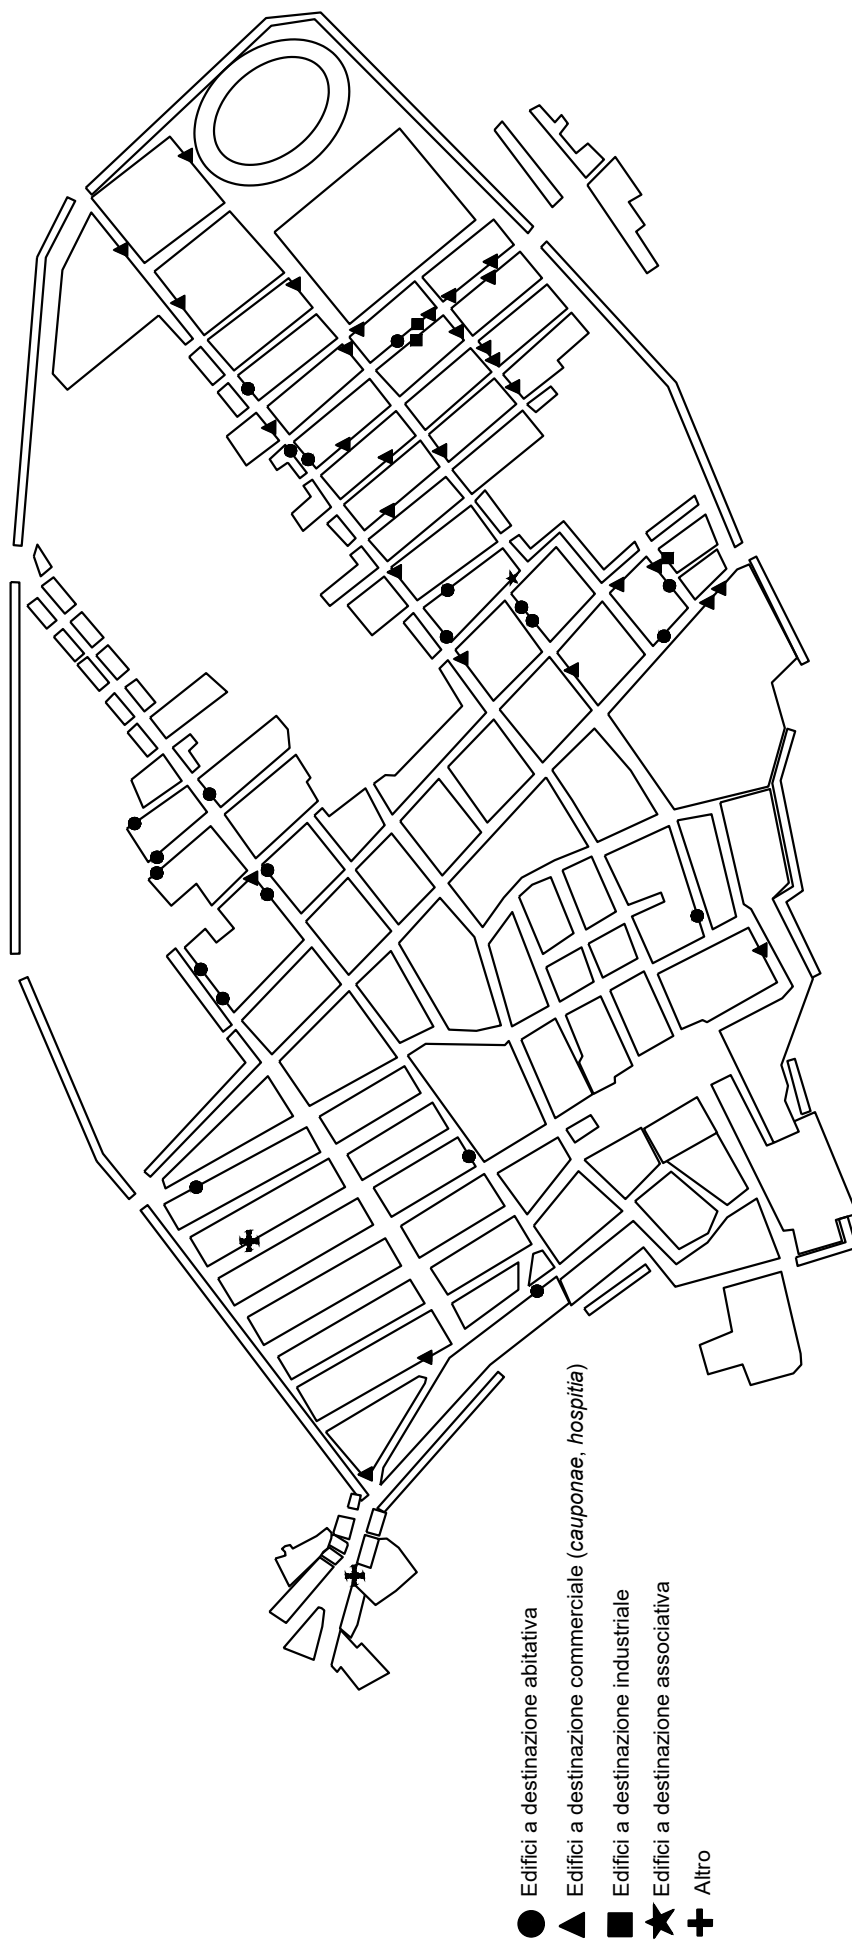 Edifici a destinazione abitativa
Edifici a destinazione commerciale (cauponae, hospitia)
Edifici a destinazione industriale
Edifici a destinazione associativa
Altro